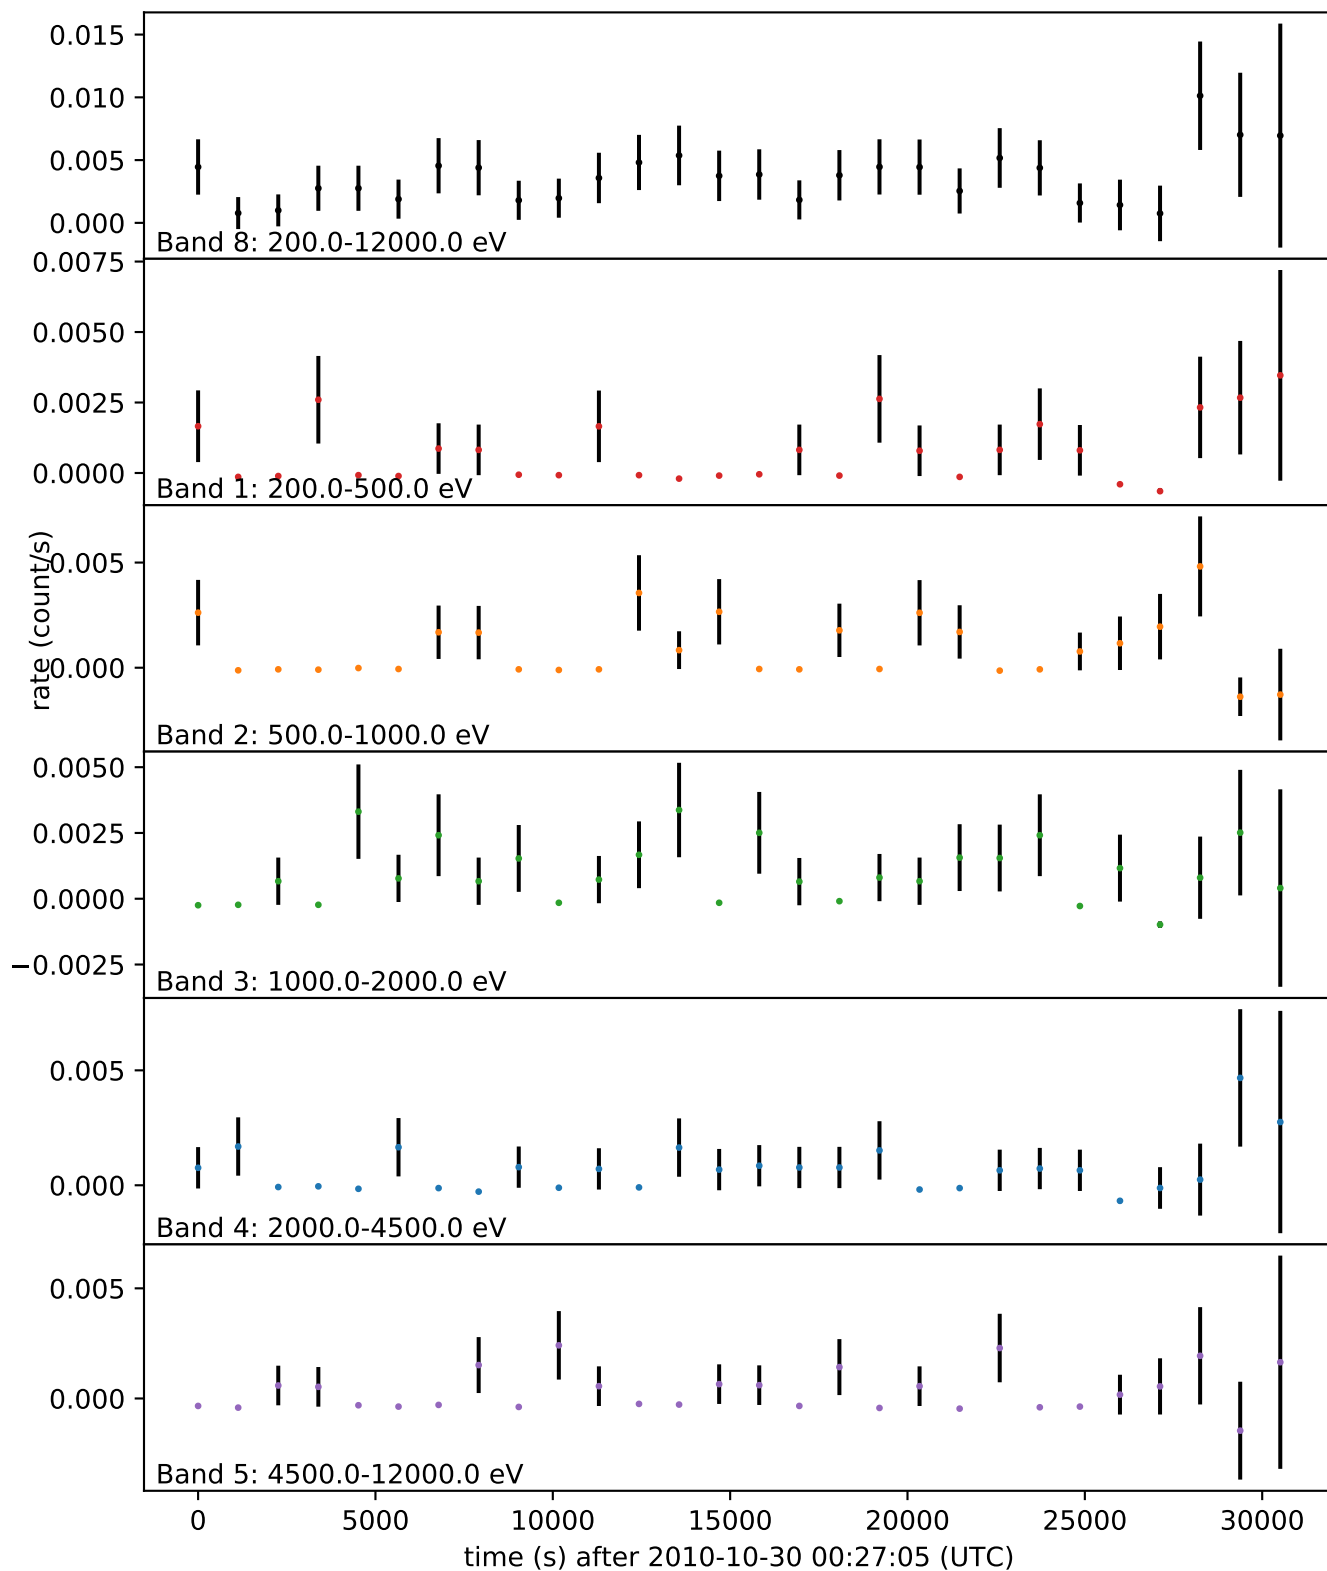 0.015
0.010
0.005
0.000
Band 8: 200.0-12000.0 eV
0.0075
0.0050
0.0025
0.0000
Band 1: 200.0-500.0 eV
rate (count/s)
0.005
0.000
Band 2: 500.0-1000.0 eV
0.0050
0.0025
0.0000
−0.0025
Band 3: 1000.0-2000.0 eV
0.005
0.000
Band 4: 2000.0-4500.0 eV
0.005
0.000
Band 5: 4500.0-12000.0 eV
0 5000 10000 15000 20000 25000 30000
time (s) after 2010-10-30 00:27:05 (UTC)